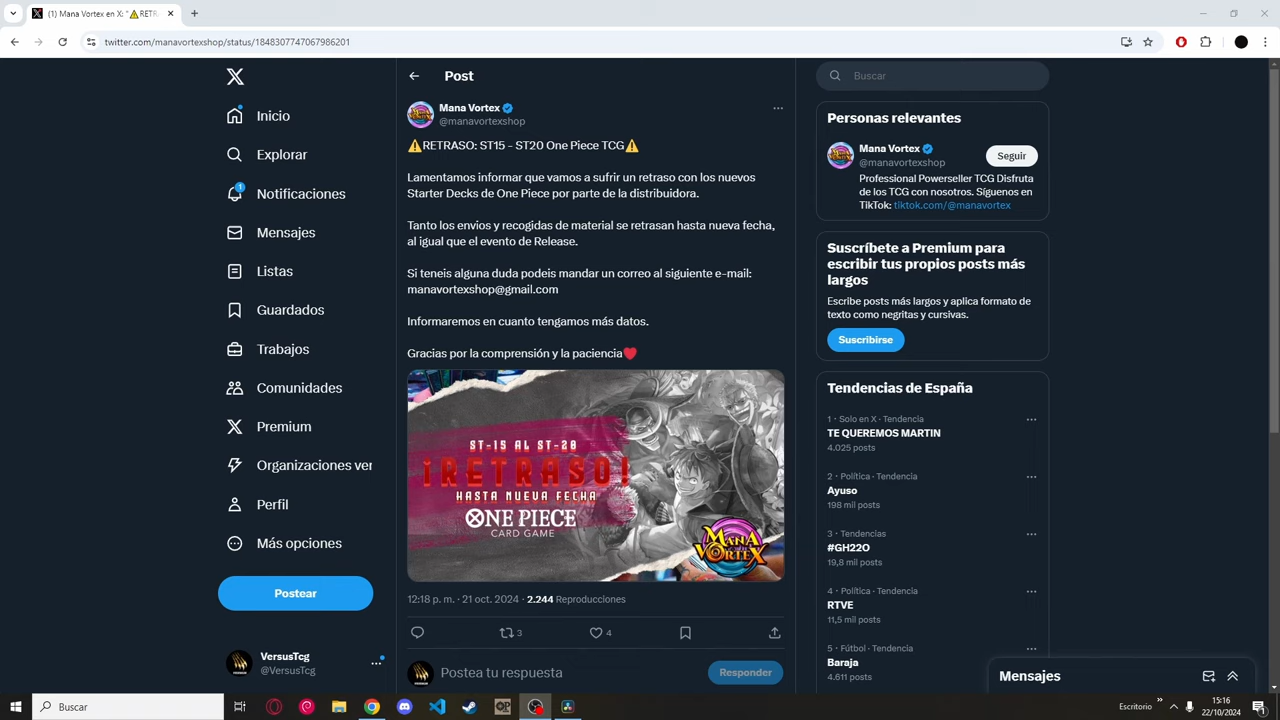 (1) Mana Vortex en X: "⚠️RETR
twitter.com/manavortexshop/status/1848307747067986201
Inicio
Explorar
1
Notificaciones
Mensajes
Listas
Guardados
Trabajos
Comunidades
Premium
Organizaciones ver
Perfil
Más opciones
Postear
VersusTcg
@VersusTcg
Post
Mana Vortex
@manavortexshop
⚠️RETRASO: ST15 - ST20 One Piece TCG⚠️
Lamentamos informar que vamos a sufrir un retraso con los nuevos
Starter Decks de One Piece por parte de la distribuidora.
Tanto los envios y recogidas de material se retrasan hasta nueva fecha,
al igual que el evento de Release.
Si teneis alguna duda podeis mandar un correo al siguiente e-mail:
manavortexshop@gmail.com
Informaremos en cuanto tengamos más datos.
Gracias por la comprensión y la paciencia❤️
ST-15 AL ST-20
¡RETRASO!
HASTA NUEVA FECHA
ONE PIECE
CARD GAME
MANA
VORTEX
12:18 p. m. · 21 oct. 2024 · 2.244 Reproducciones
3
4
Postea tu respuesta
Responder
Buscar
Personas relevantes
Mana Vortex
@manavortexshop
Seguir
Professional Powerseller TCG Disfruta
de los TCG con nosotros. Síguenos en
TikTok: tiktok.com/@manavortex
Suscríbete a Premium para
escribir tus propios posts más
largos
Escribe posts más largos y aplica formato de
texto como negritas y cursivas.
Suscribirse
Tendencias de España
1 · Solo en X · Tendencia
TE QUEREMOS MARTIN
4.025 posts
2 · Política · Tendencia
Ayuso
198 mil posts
3 · Tendencias
#GH22O
19,8 mil posts
4 · Política · Tendencia
RTVE
11,5 mil posts
5 · Fútbol · Tendencia
Baraja
4.611 posts
Mensajes
Buscar
Escritorio
15:16
22/10/2024
1